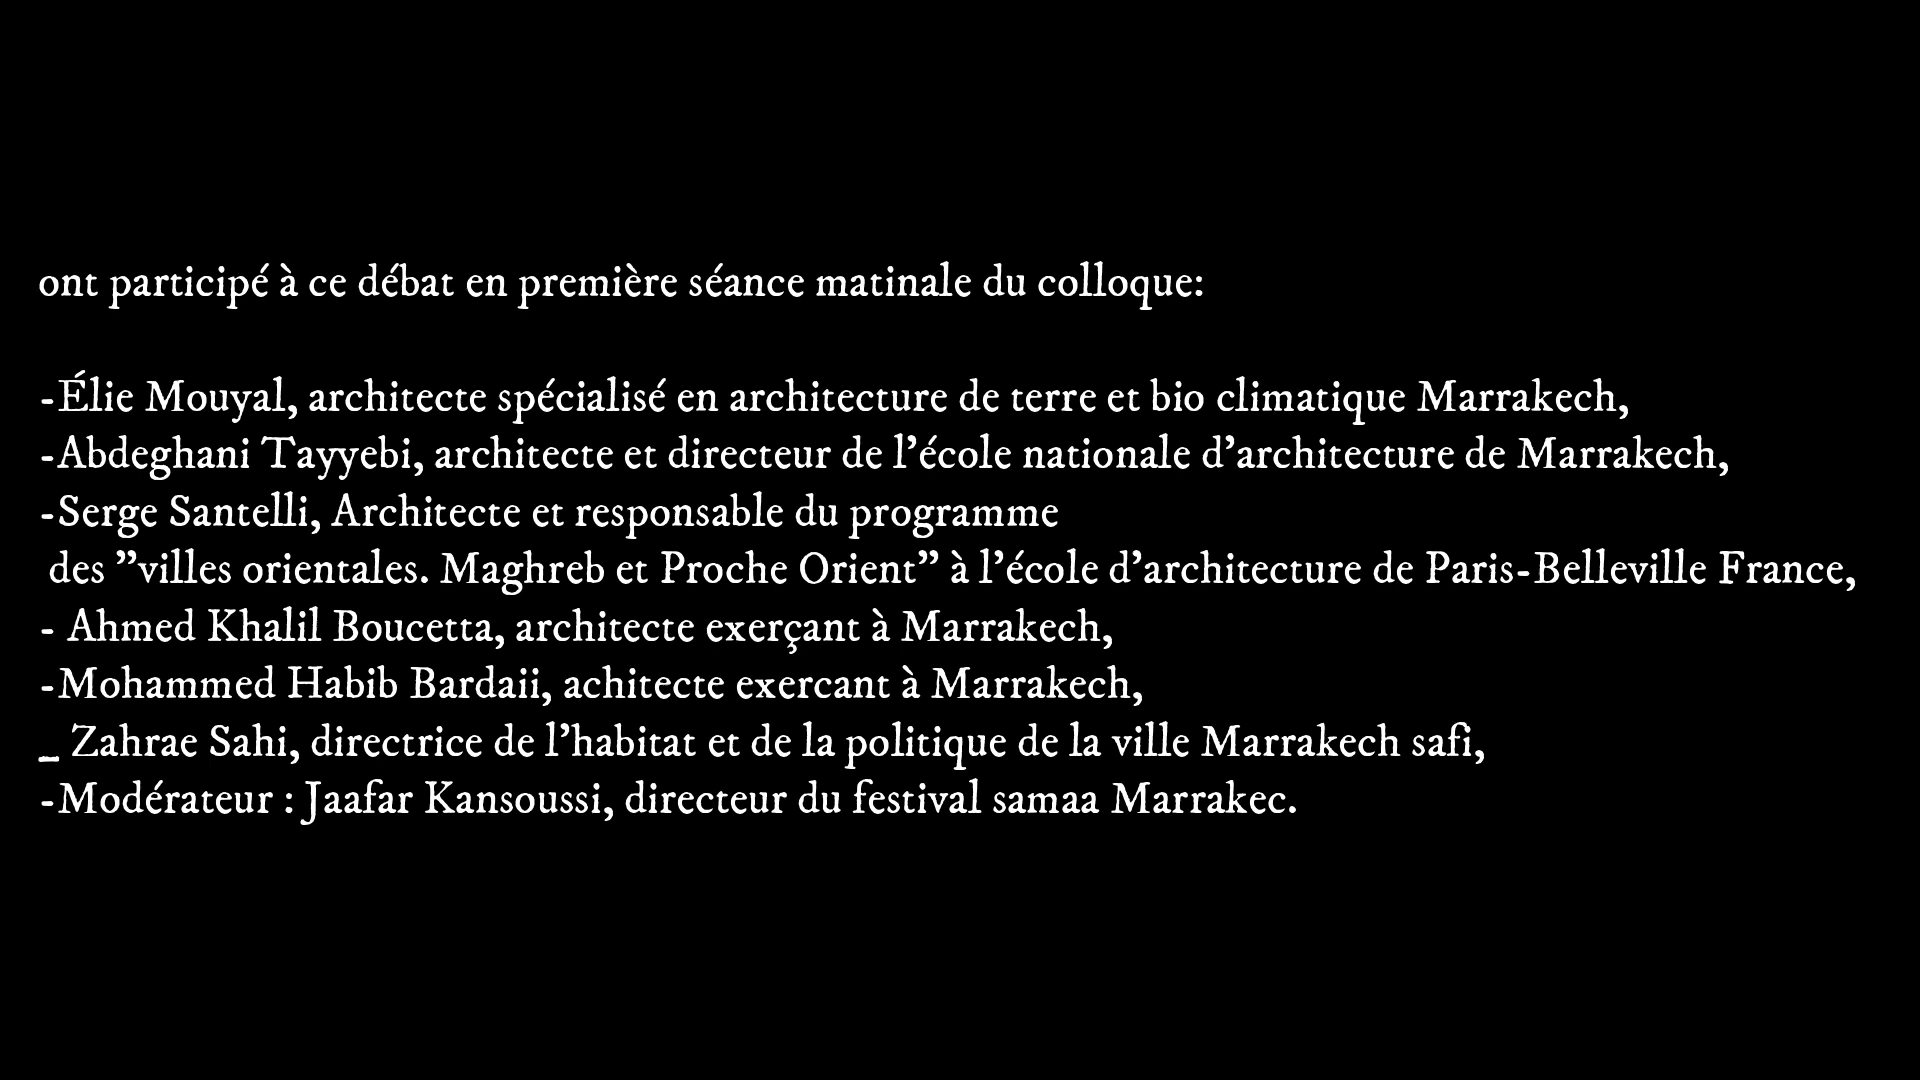 ont participé à ce débat en première séance matinale du colloque:
-Élie Mouyal, architecte spécialisé en architecture de terre et bio climatique Marrakech,
-Abdeghani Tayyebi, architecte et directeur de l'école nationale d'architecture de Marrakech,
-Serge Santelli, Architecte et responsable du programme
des "villes orientales. Maghreb et Proche Orient" à l'école d'architecture de Paris-Belleville France,
- Ahmed Khalil Boucetta, architecte exerçant à Marrakech,
-Mohammed Habib Bardaii, achitecte exercant à Marrakech,
_ Zahrae Sahi, directrice de l'habitat et de la politique de la ville Marrakech safi,
-Modérateur : Jaafar Kansoussi, directeur du festival samaa Marrakec.